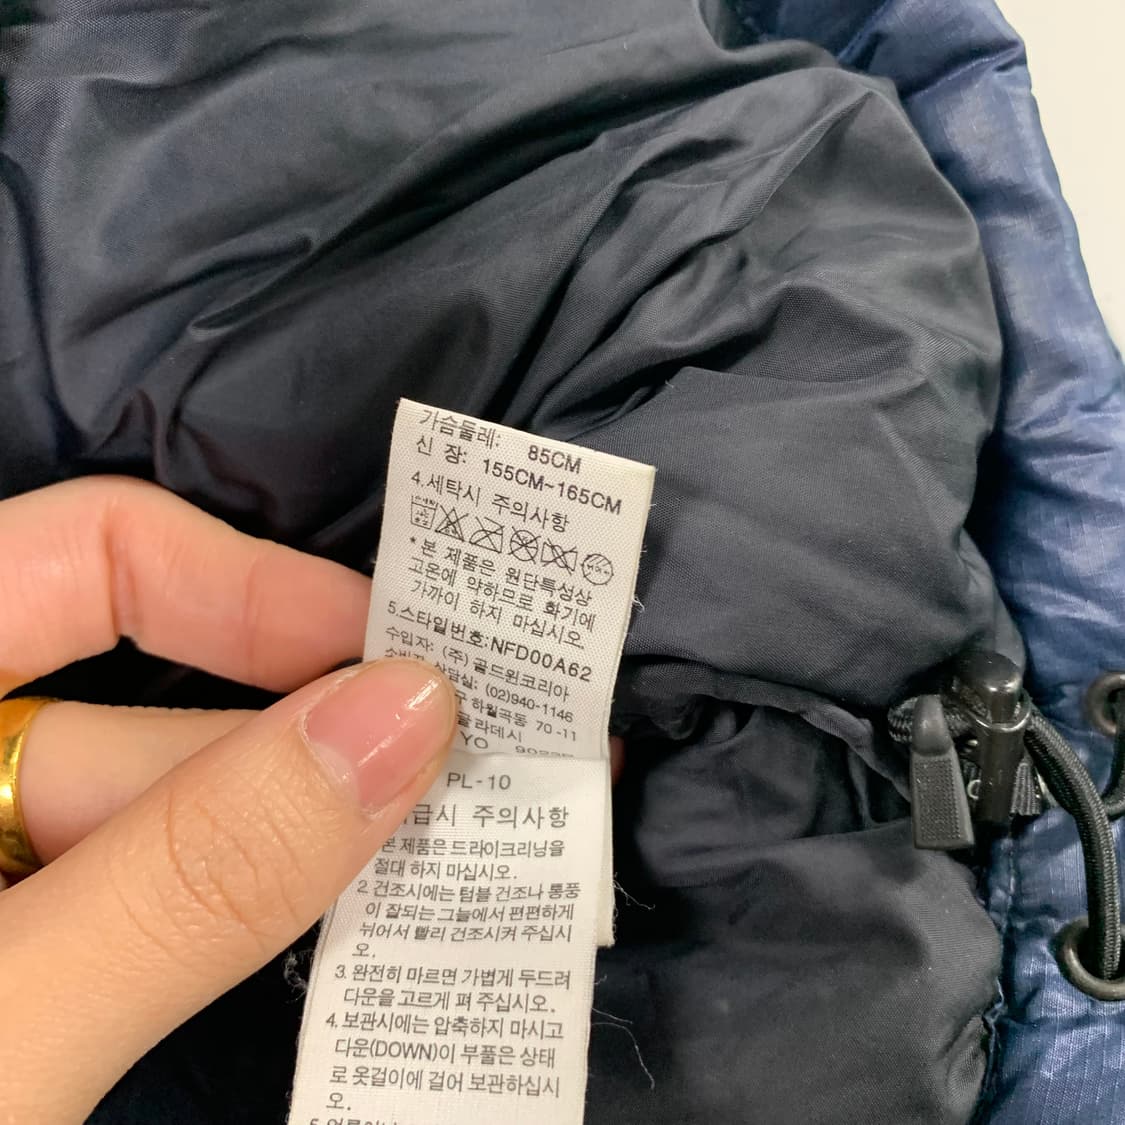 가슴둘레: 85CM
신 장: 155CM~165CM
4.세탁시 주의사항
*본 제품은 원단특성상
고온에 약하므로 화기에
가까이 하지 마십시오.
5.스타일번호:NFD00A62
수입자: (주) 골드윈코리아
상담실: (02)940-1146
구 하월곡동 70-11
글라데시
YO
PL-10
급시 주의사항
본 제품은 드라이크리닝을
절대 하지 마십시오.
2. 건조시에는 텀블 건조나 통풍
이 잘되는 그늘에서 편편하게
뉘어서 빨리 건조시켜 주십시
오.
3. 완전히 마르면 가볍게 두드려
다운을 고르게 펴 주십시오.
4. 보관시에는 압축하지 마시고
다운(DOWN)이 부풀은 상태
로 옷걸이에 걸어 보관하십시
오.